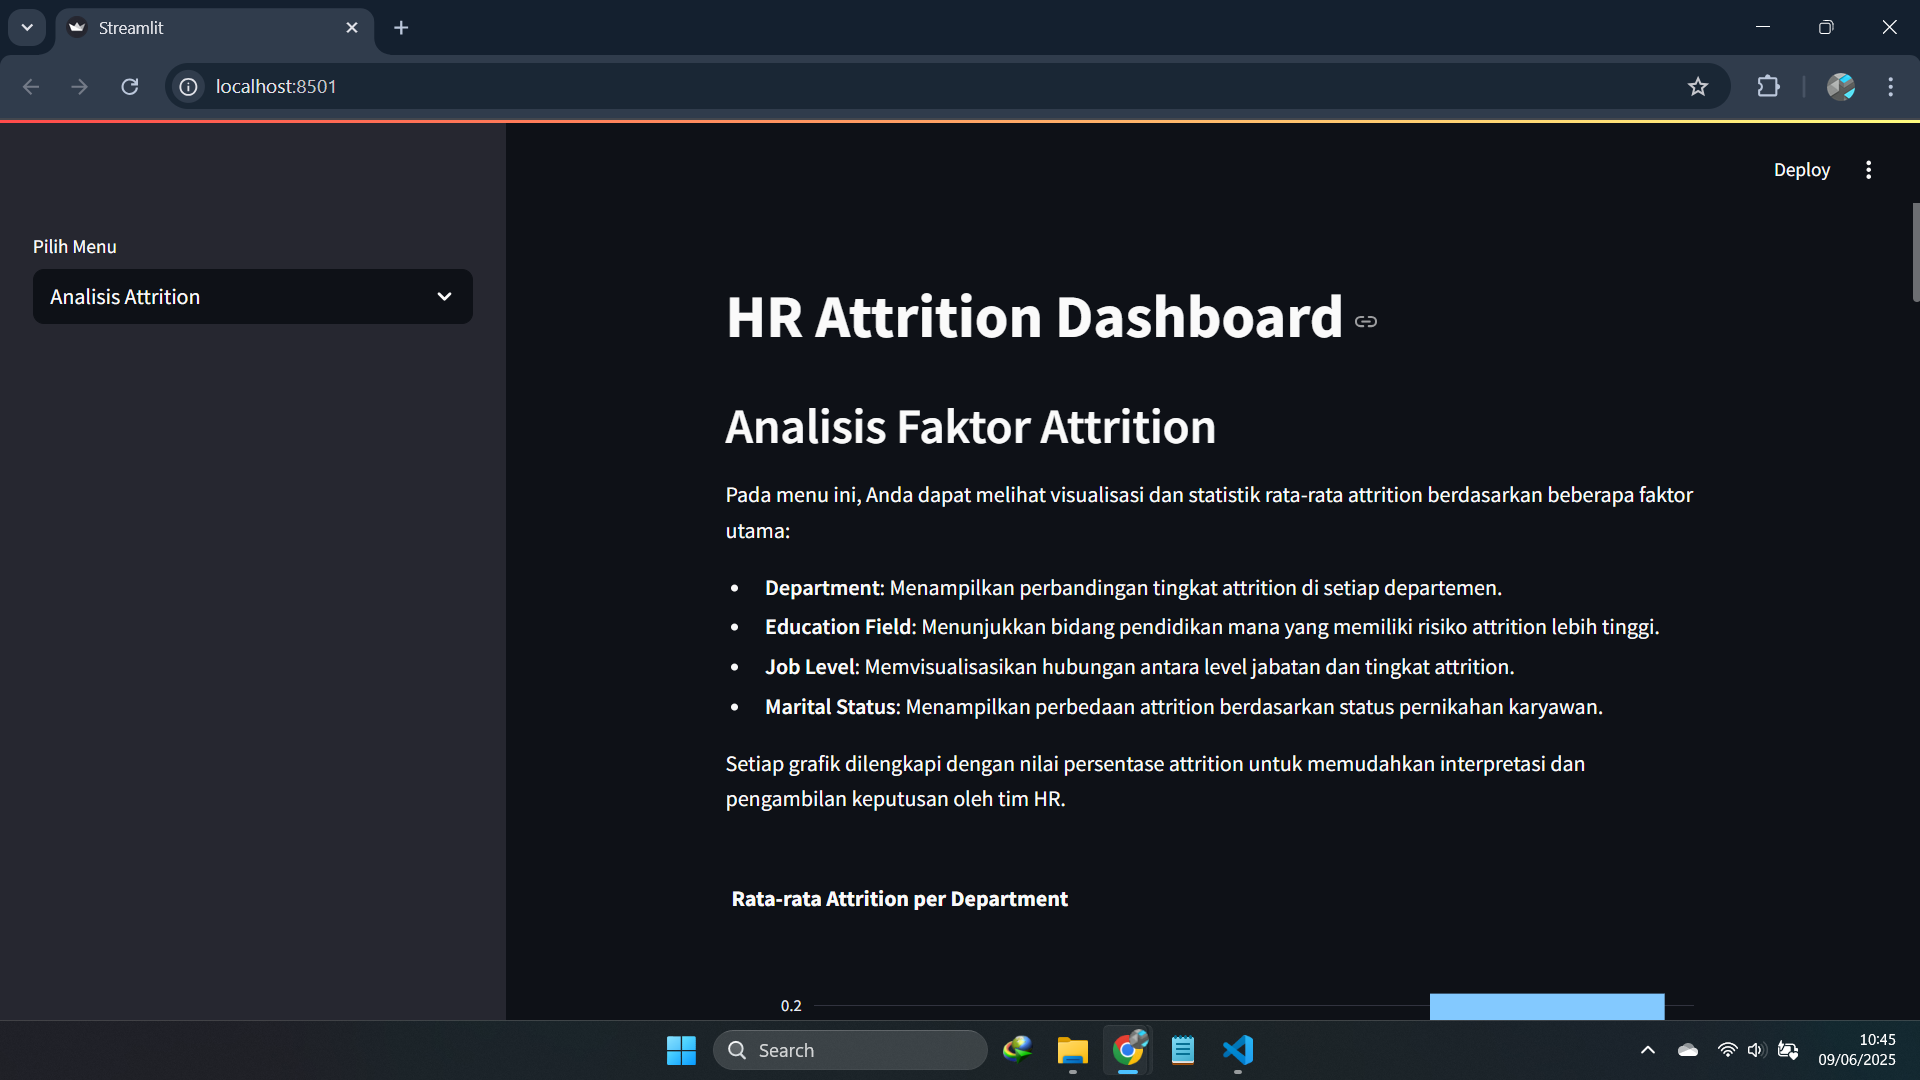 Streamlit
localhost:8501
Deploy
Pilih Menu
Analisis Attrition
HR Attrition Dashboard
Analisis Faktor Attrition
Pada menu ini, Anda dapat melihat visualisasi dan statistik rata-rata attrition berdasarkan beberapa faktor
utama:
• Department: Menampilkan perbandingan tingkat attrition di setiap departemen.
• Education Field: Menunjukkan bidang pendidikan mana yang memiliki risiko attrition lebih tinggi.
• Job Level: Memvisualisasikan hubungan antara level jabatan dan tingkat attrition.
• Marital Status: Menampilkan perbedaan attrition berdasarkan status pernikahan karyawan.
Setiap grafik dilengkapi dengan nilai persentase attrition untuk memudahkan interpretasi dan
pengambilan keputusan oleh tim HR.
Rata-rata Attrition per Department
0.2
Search
10:45
09/06/2025